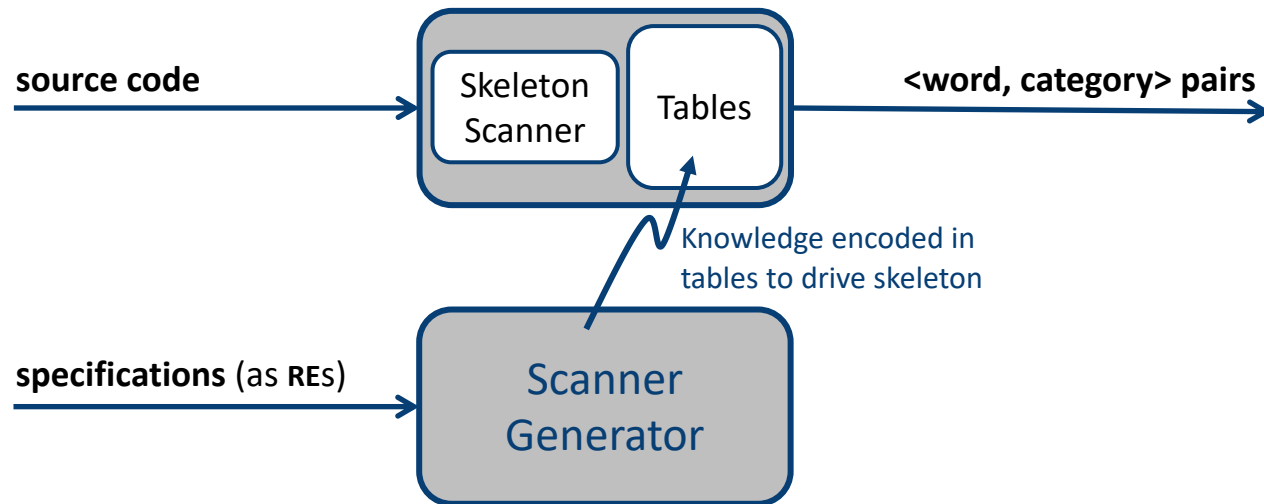 source code
Skeleton
Scanner
Tables
<word, category> pairs
Knowledge encoded in
tables to drive skeleton
specifications (as REs)
Scanner
Generator